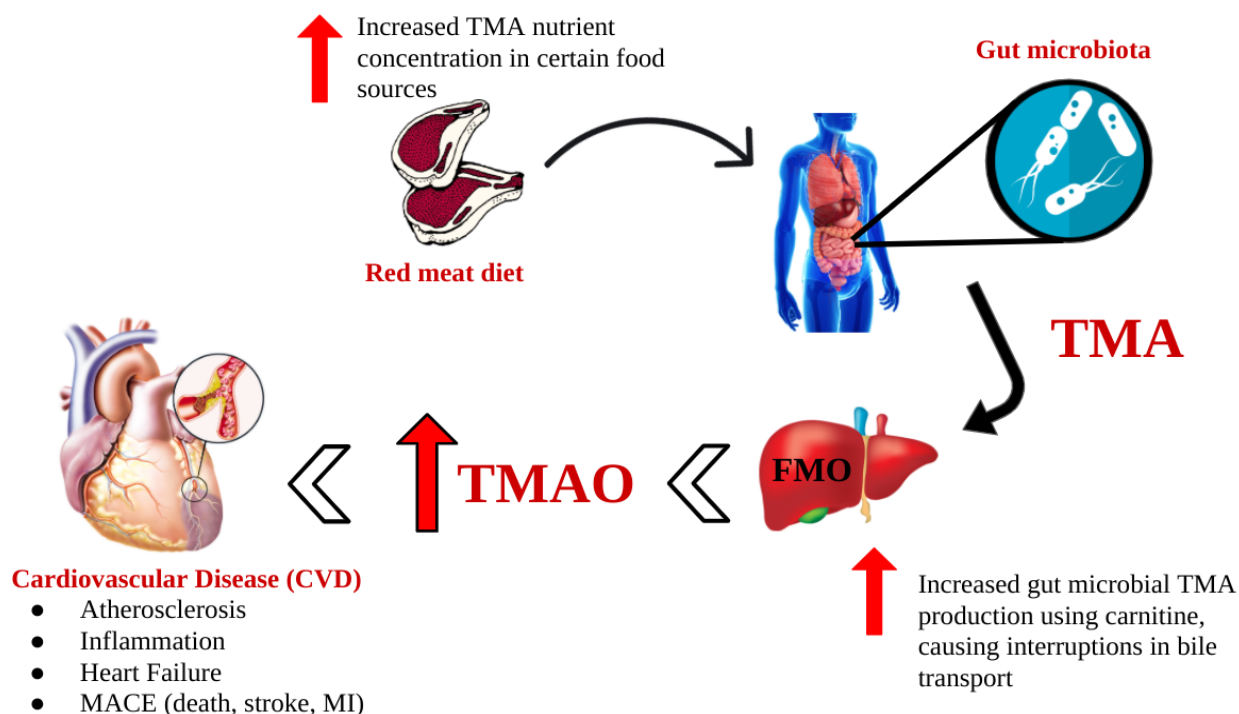 Increased TMA nutrient
concentration in certain food
sources
Gut microbiota
Red meat diet
TMA
FMO
TMAO
Increased gut microbial TMA
production using carnitine,
causing interruptions in bile
transport
Cardiovascular Disease (CVD)
● Atherosclerosis
● Inflammation
● Heart Failure
● MACE (death, stroke, MI)